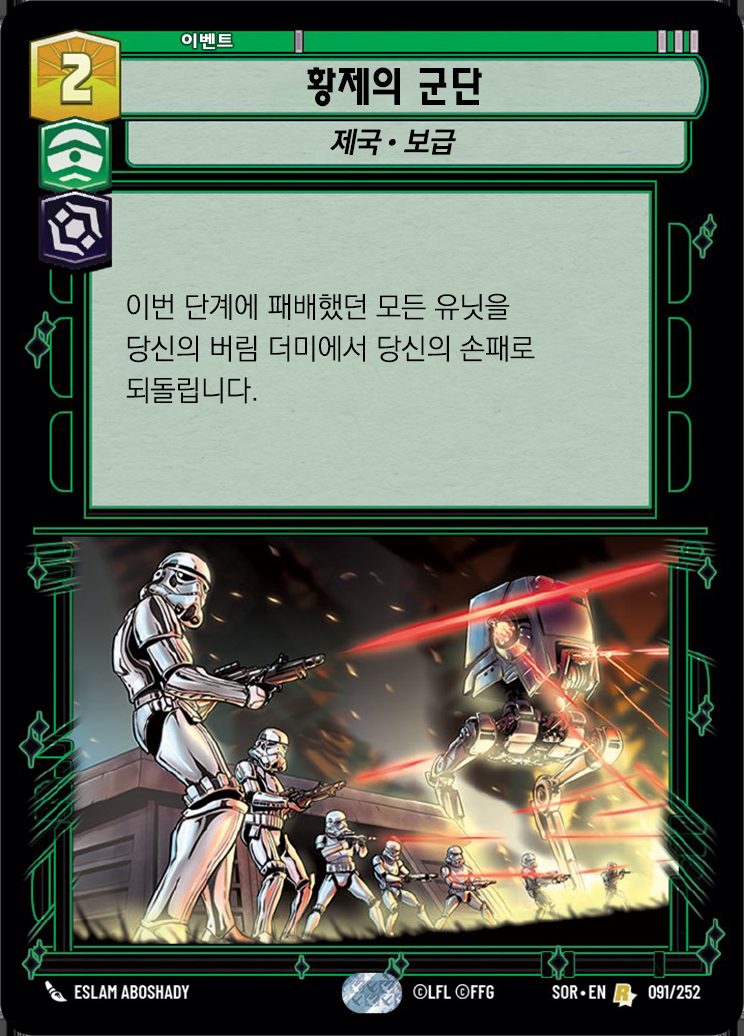 이벤트
2
황제의 군단
제국 • 보급
이번 단계에 패배했던 모든 유닛을
당신의 버림 더미에서 당신의 손패로
되돌립니다.
ESLAM ABOSHADY
©LFL ©FFG
SOR • EN R 091/252